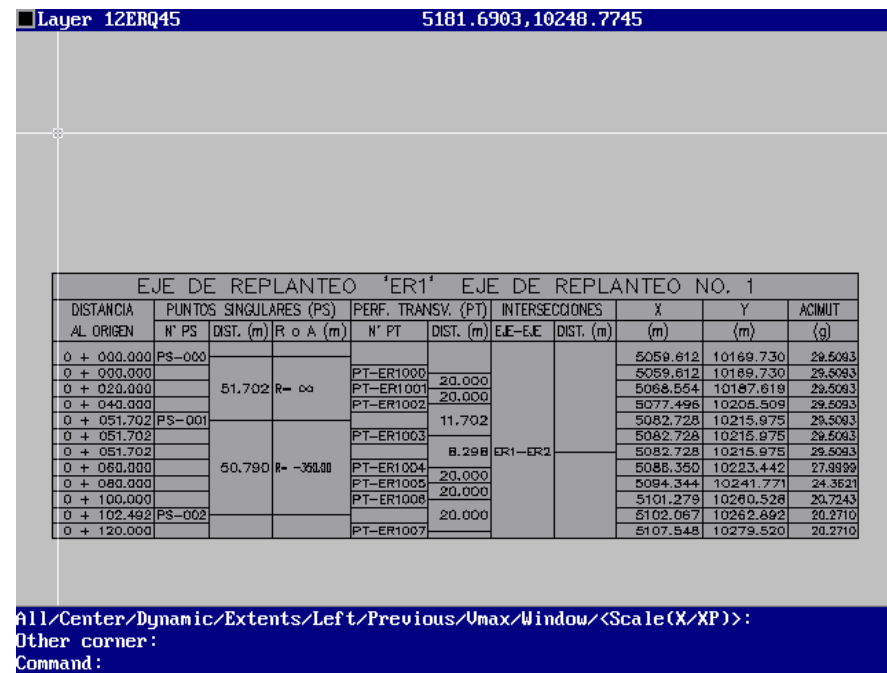 Layer 12ERQ45 5181.6903,10248.7745
EJE DE REPLANTEO 'ER1' EJE DE REPLANTEO NO. 1
DISTANCIA PUNTOS SINGULARES (PS) PERF. TRANSV. (PT) INTERSECCIONES X Y ACIMUT
AL ORIGEN N' PS DIST. (m) R o A (m) N' PT DIST. (m) EJE-EJE DIST. (m) (m) (m) (g)
0 + 000.000 PS-000 5059.612 10169.730 29.5093
0 + 000.000 PT-ER1000 5059.612 10169.730 29.5093
20.000
0 + 020.000 51.702 R= ∞ PT-ER1001 5068.554 10187.619 29.5093
20.000
0 + 040.000 PT-ER1002 5077.496 10205.509 29.5093
0 + 051.702 PS-001 11.702 5082.728 10215.975 29.5093
0 + 051.702 PT-ER1003 5082.728 10215.975 29.5093
0 + 051.702 8.298 ER1-ER2 5082.728 10215.975 29.5093
0 + 060.000 50.790 R= -350.00 PT-ER1004 5086.350 10223.442 27.9999
20.000
0 + 080.000 PT-ER1005 5094.344 10241.771 24.3621
20.000
0 + 100.000 PT-ER1006 5101.279 10260.528 20.7243
0 + 102.492 PS-002 20.000 5102.067 10262.892 20.2710
0 + 120.000 PT-ER1007 5107.548 10279.520 20.2710
All/Center/Dynamic/Extents/Left/Previous/Vmax/Window/<Scale(X/XP)>:
Other corner:
Command: